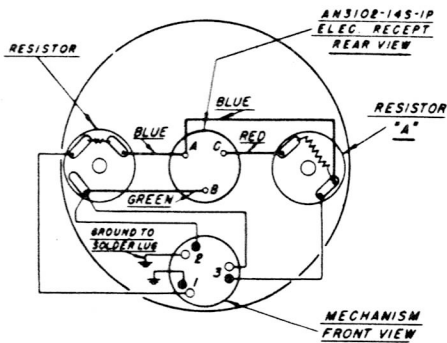 AN3102-14S-1P
ELEC. RECEPT
REAR VIEW
RESISTOR
BLUE
RESISTOR
"A"
BLUE
A
C
RED
B
GREEN
GROUND TO
SOLDER LUG
2
3
1
MECHANISM
FRONT VIEW